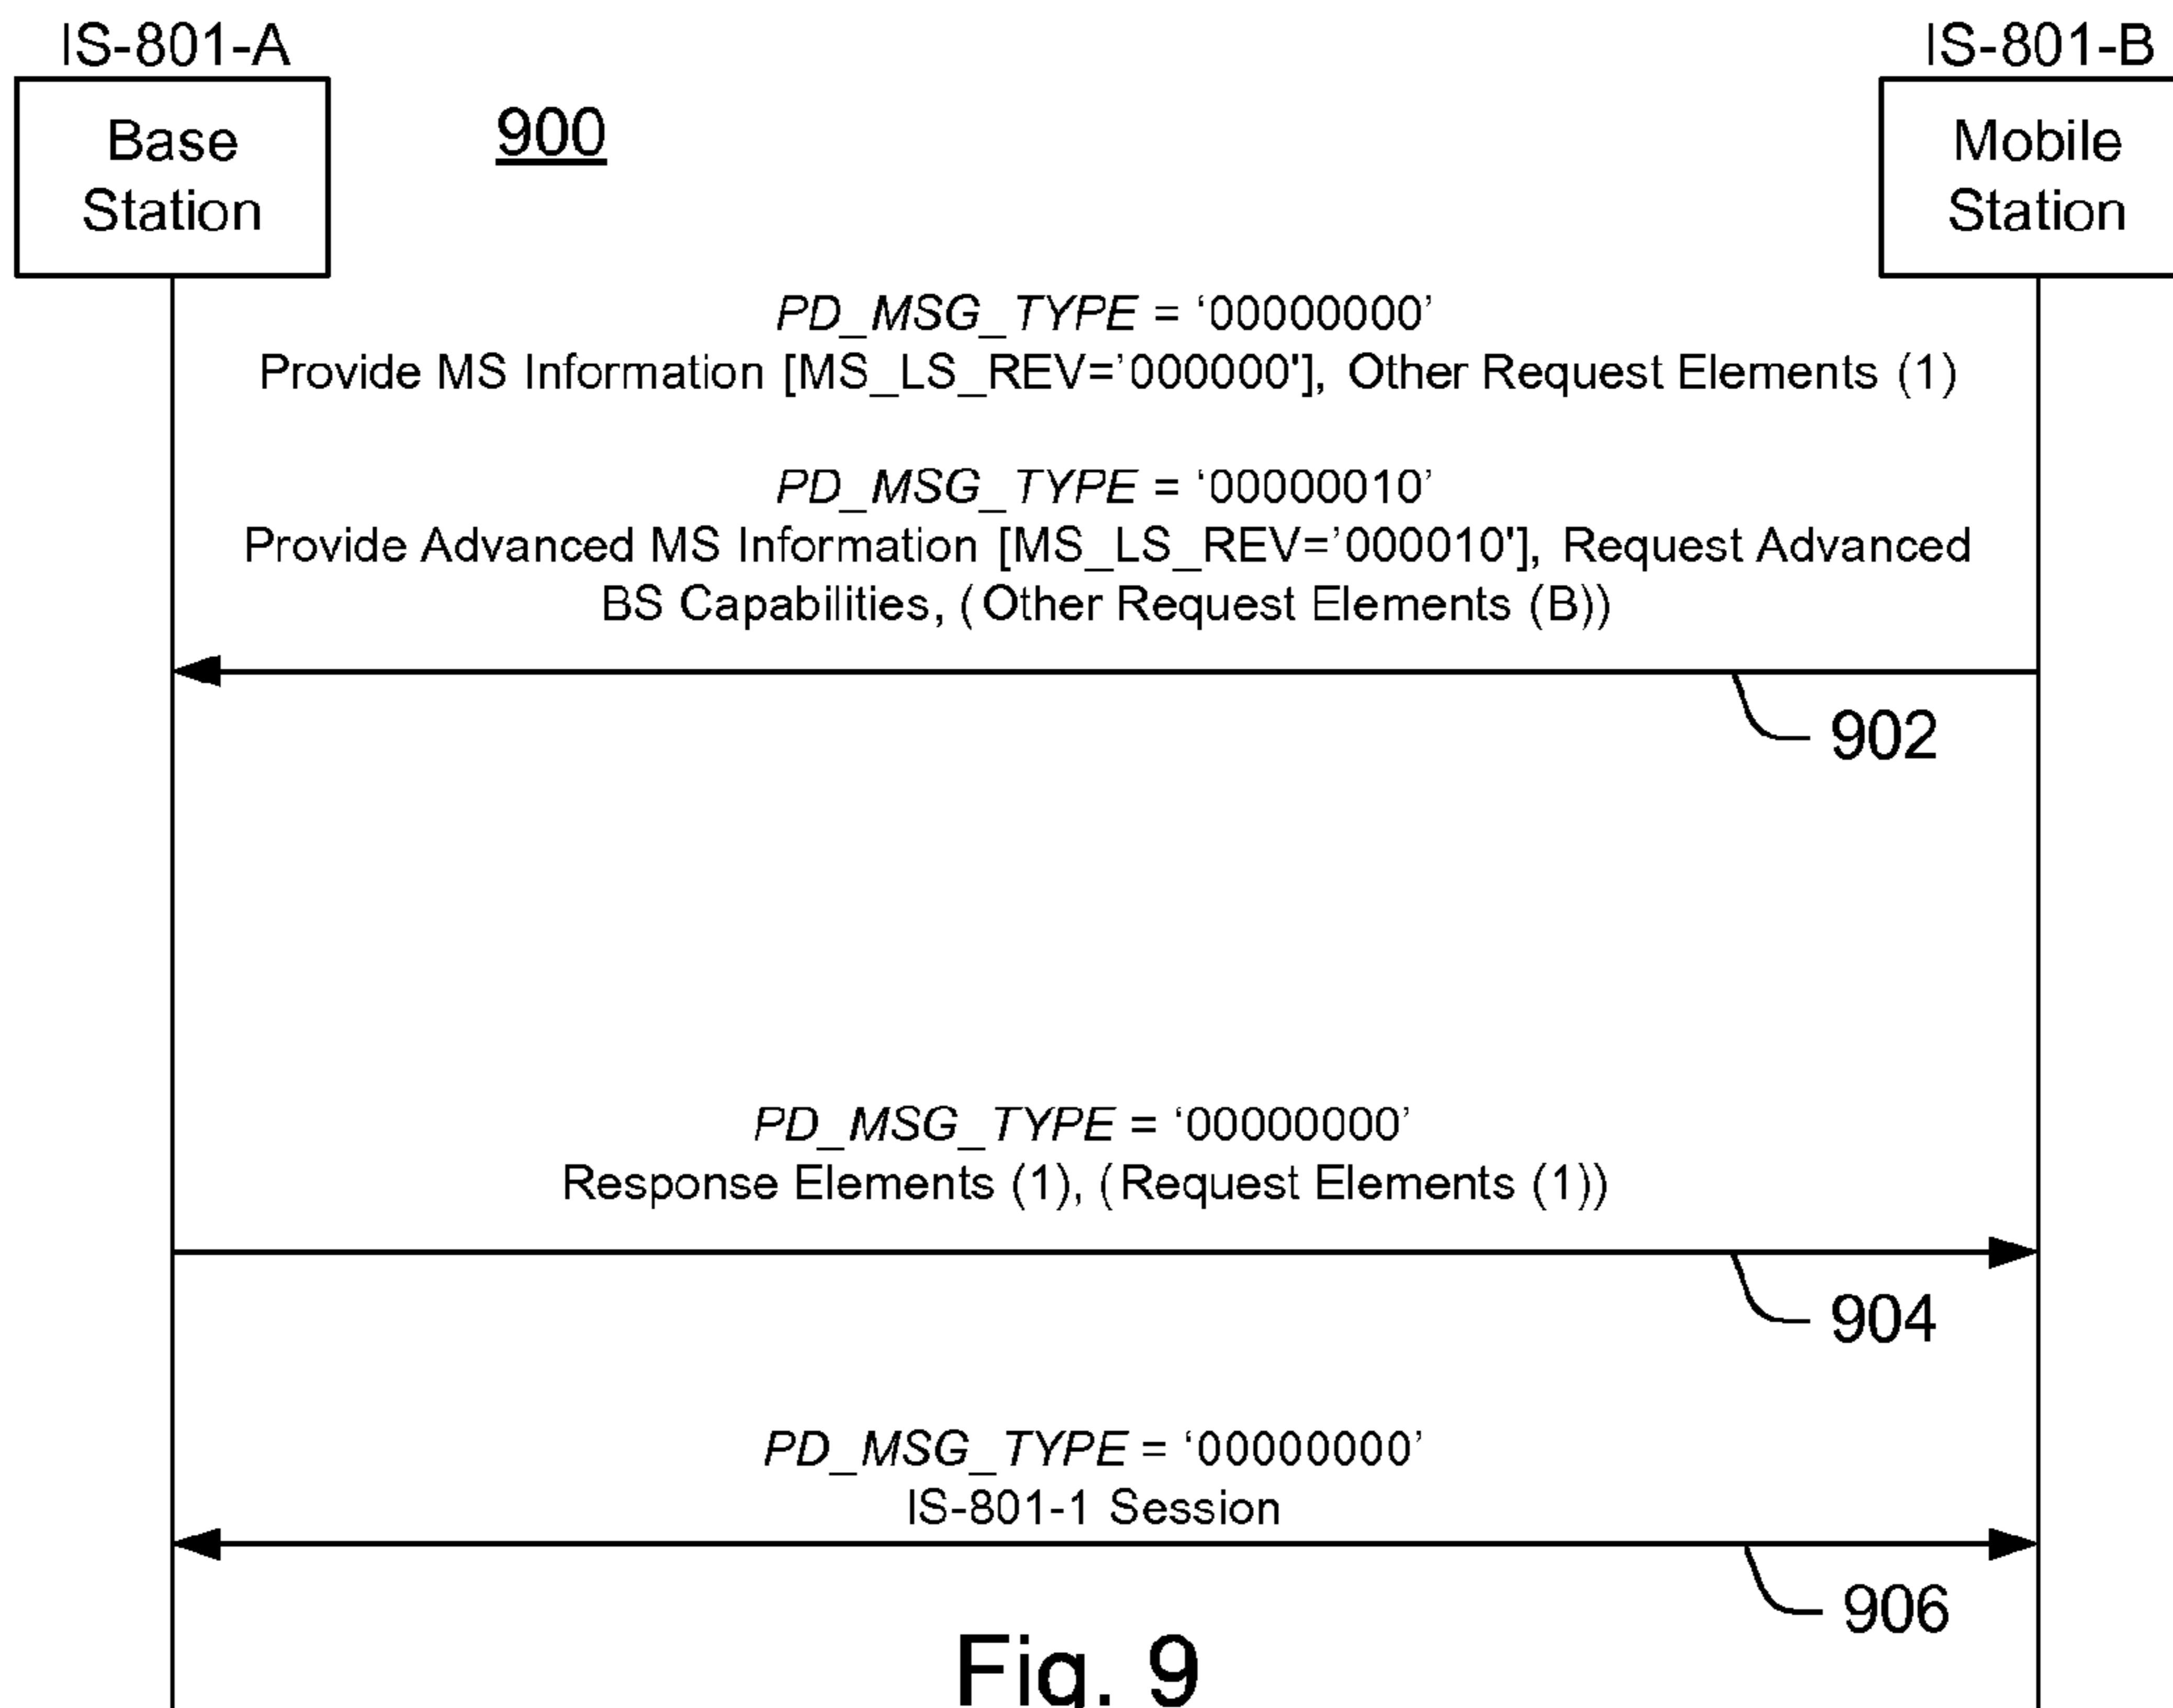 IS-801-A
IS-801-B
Base
Station
900
Mobile
Station
PD_MSG_TYPE = ‘00000000’
Provide MS Information [MS_LS_REV=’000000'], Other Request Elements (1)
PD_MSG_TYPE = ‘00000010’
Provide Advanced MS Information [MS_LS_REV=’000010'], Request Advanced
BS Capabilities, (Other Request Elements (B))
902
PD_MSG_TYPE = ‘00000000’
Response Elements (1), (Request Elements (1))
904
PD_MSG_TYPE = ‘00000000’
IS-801-1 Session
906
Fig. 9